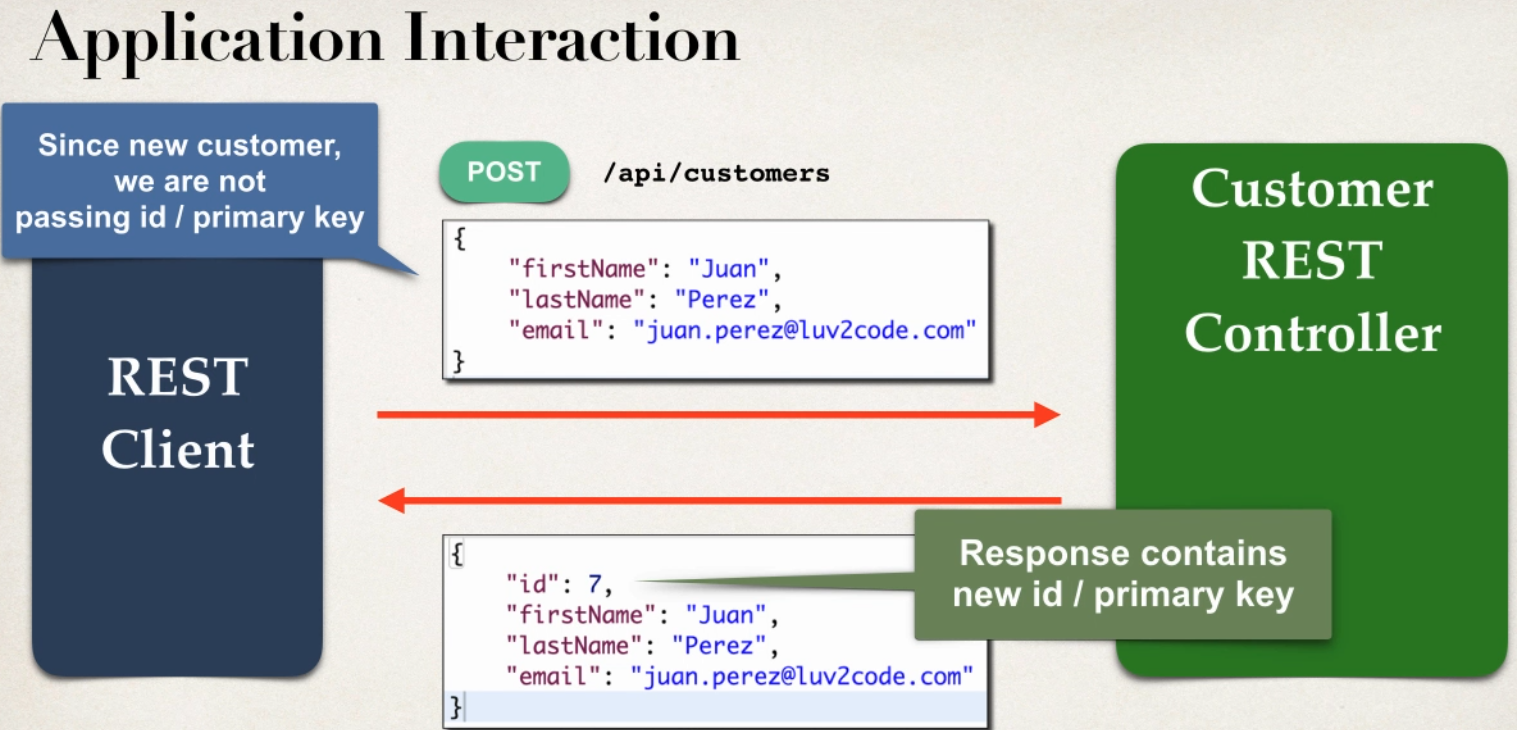 Application Interaction
Since new customer,
we are not
passing id / primary key
POST
/api/customers
{
"firstName": "Juan",
"lastName": "Perez",
"email": "juan.perez@luv2code.com"
}
REST
Client
Customer
REST
Controller
{
"id": 7,
"firstName": "Juan",
"lastName": "Perez",
"email": "juan.perez@luv2code.com"
}
Response contains
new id / primary key